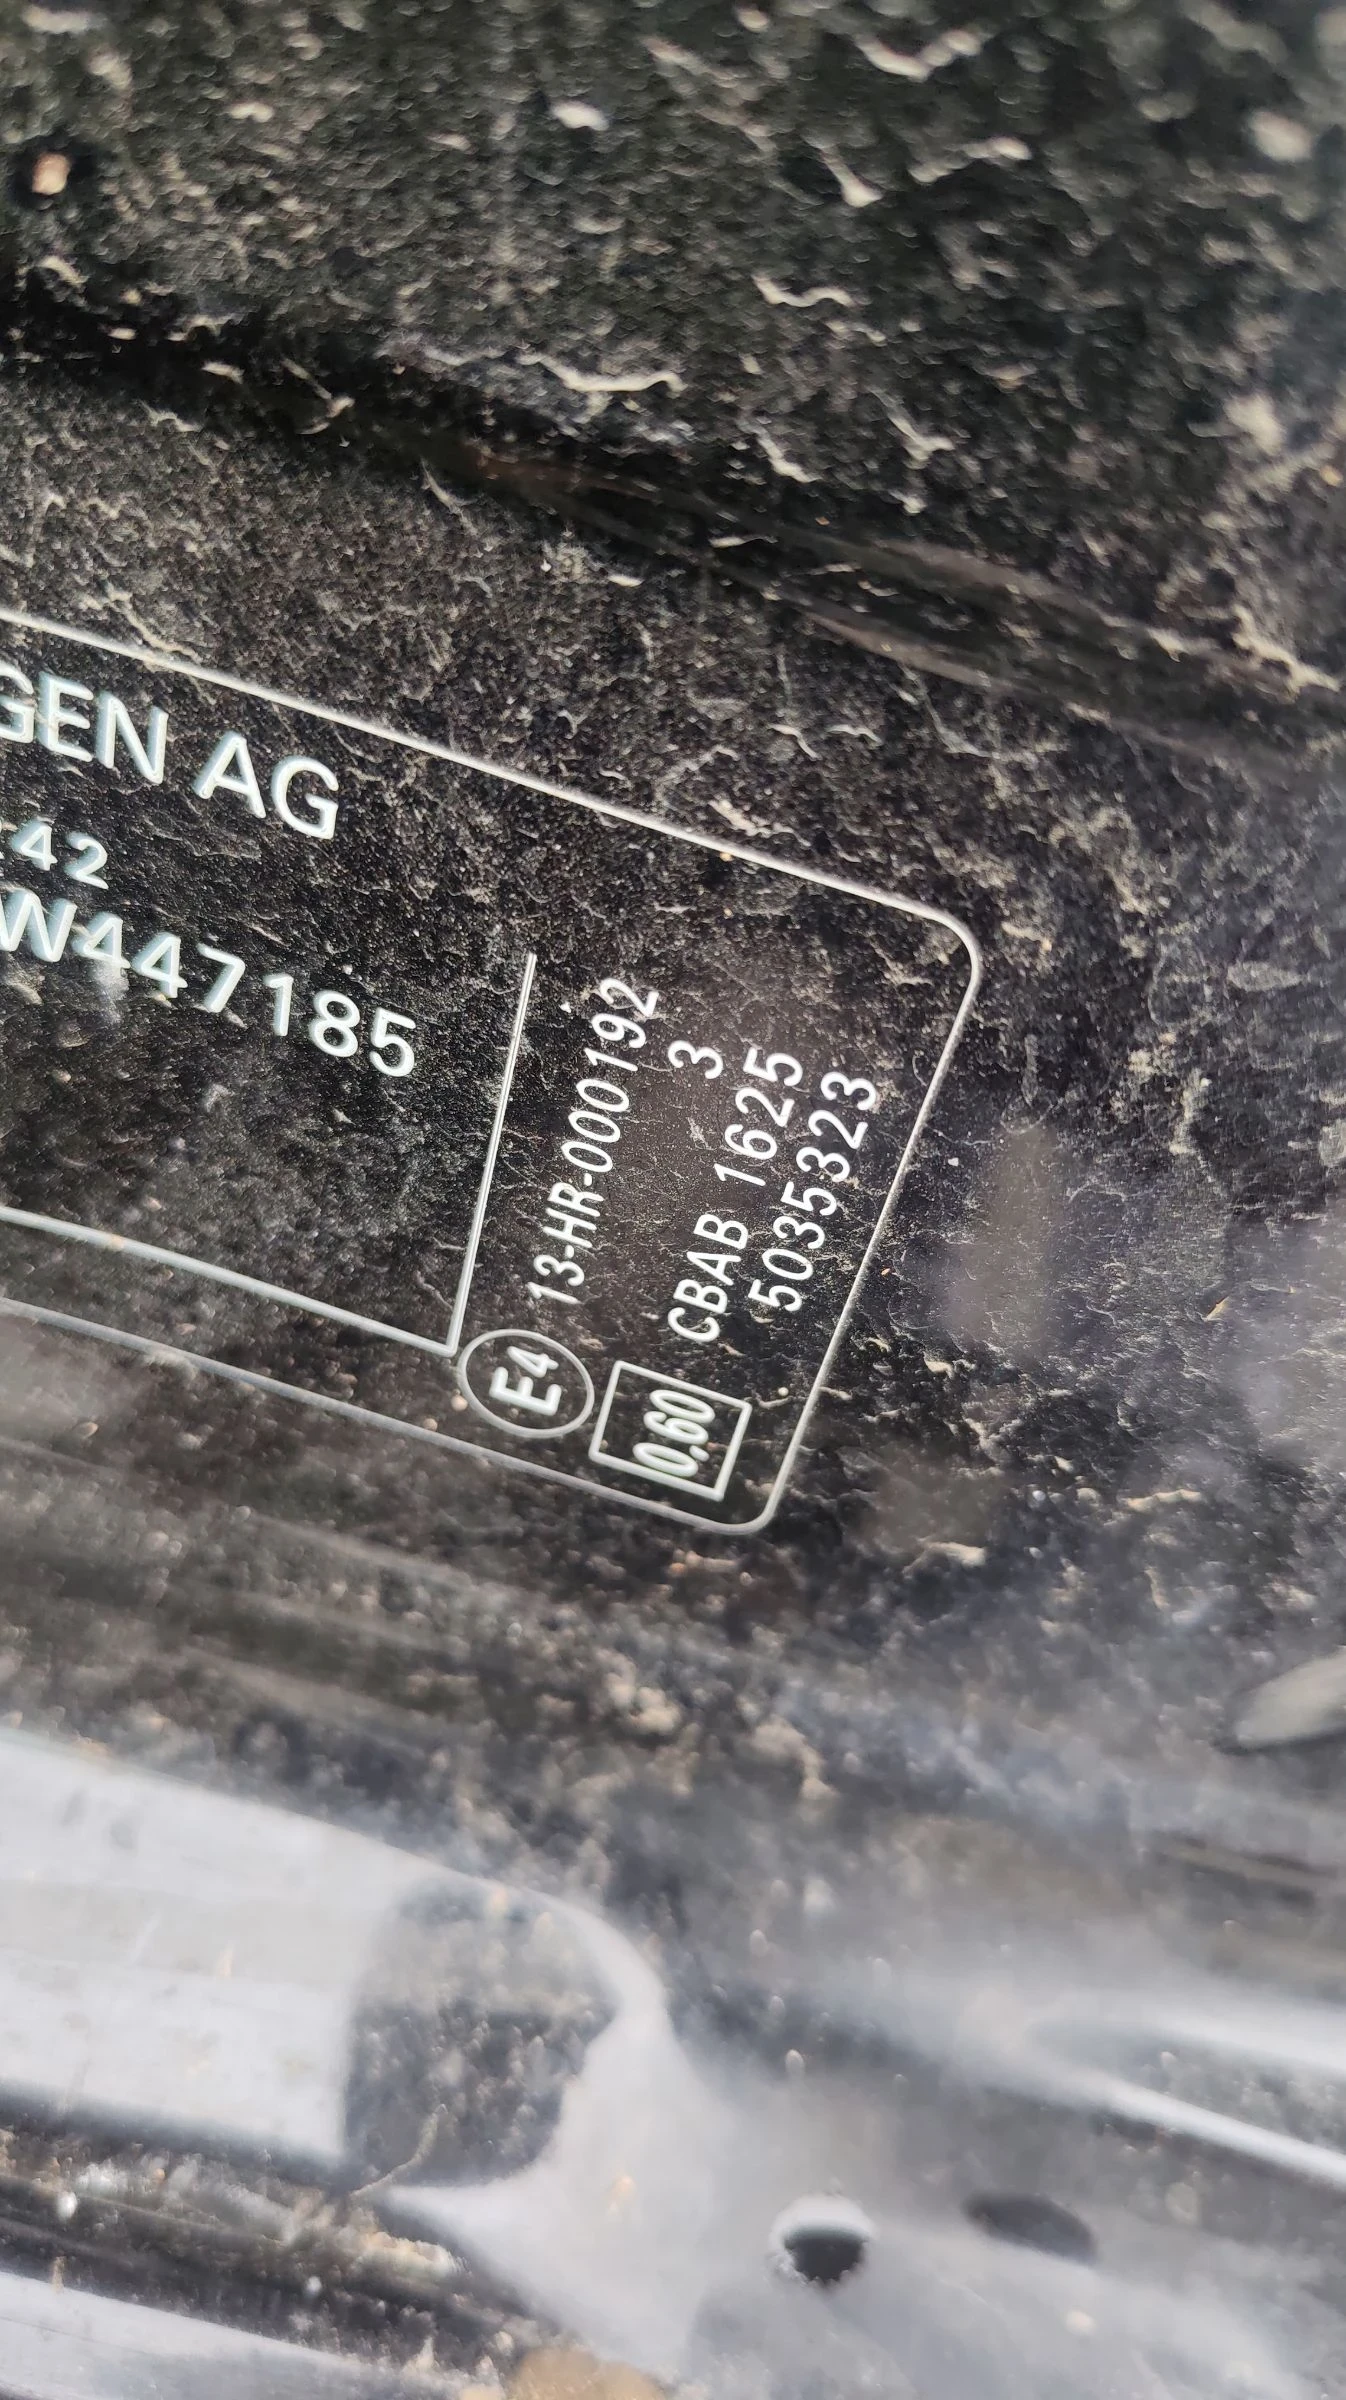 GEN AG
42
W447185
13-HR-000192
3
CBAB 1625
5035323
E4
0.60